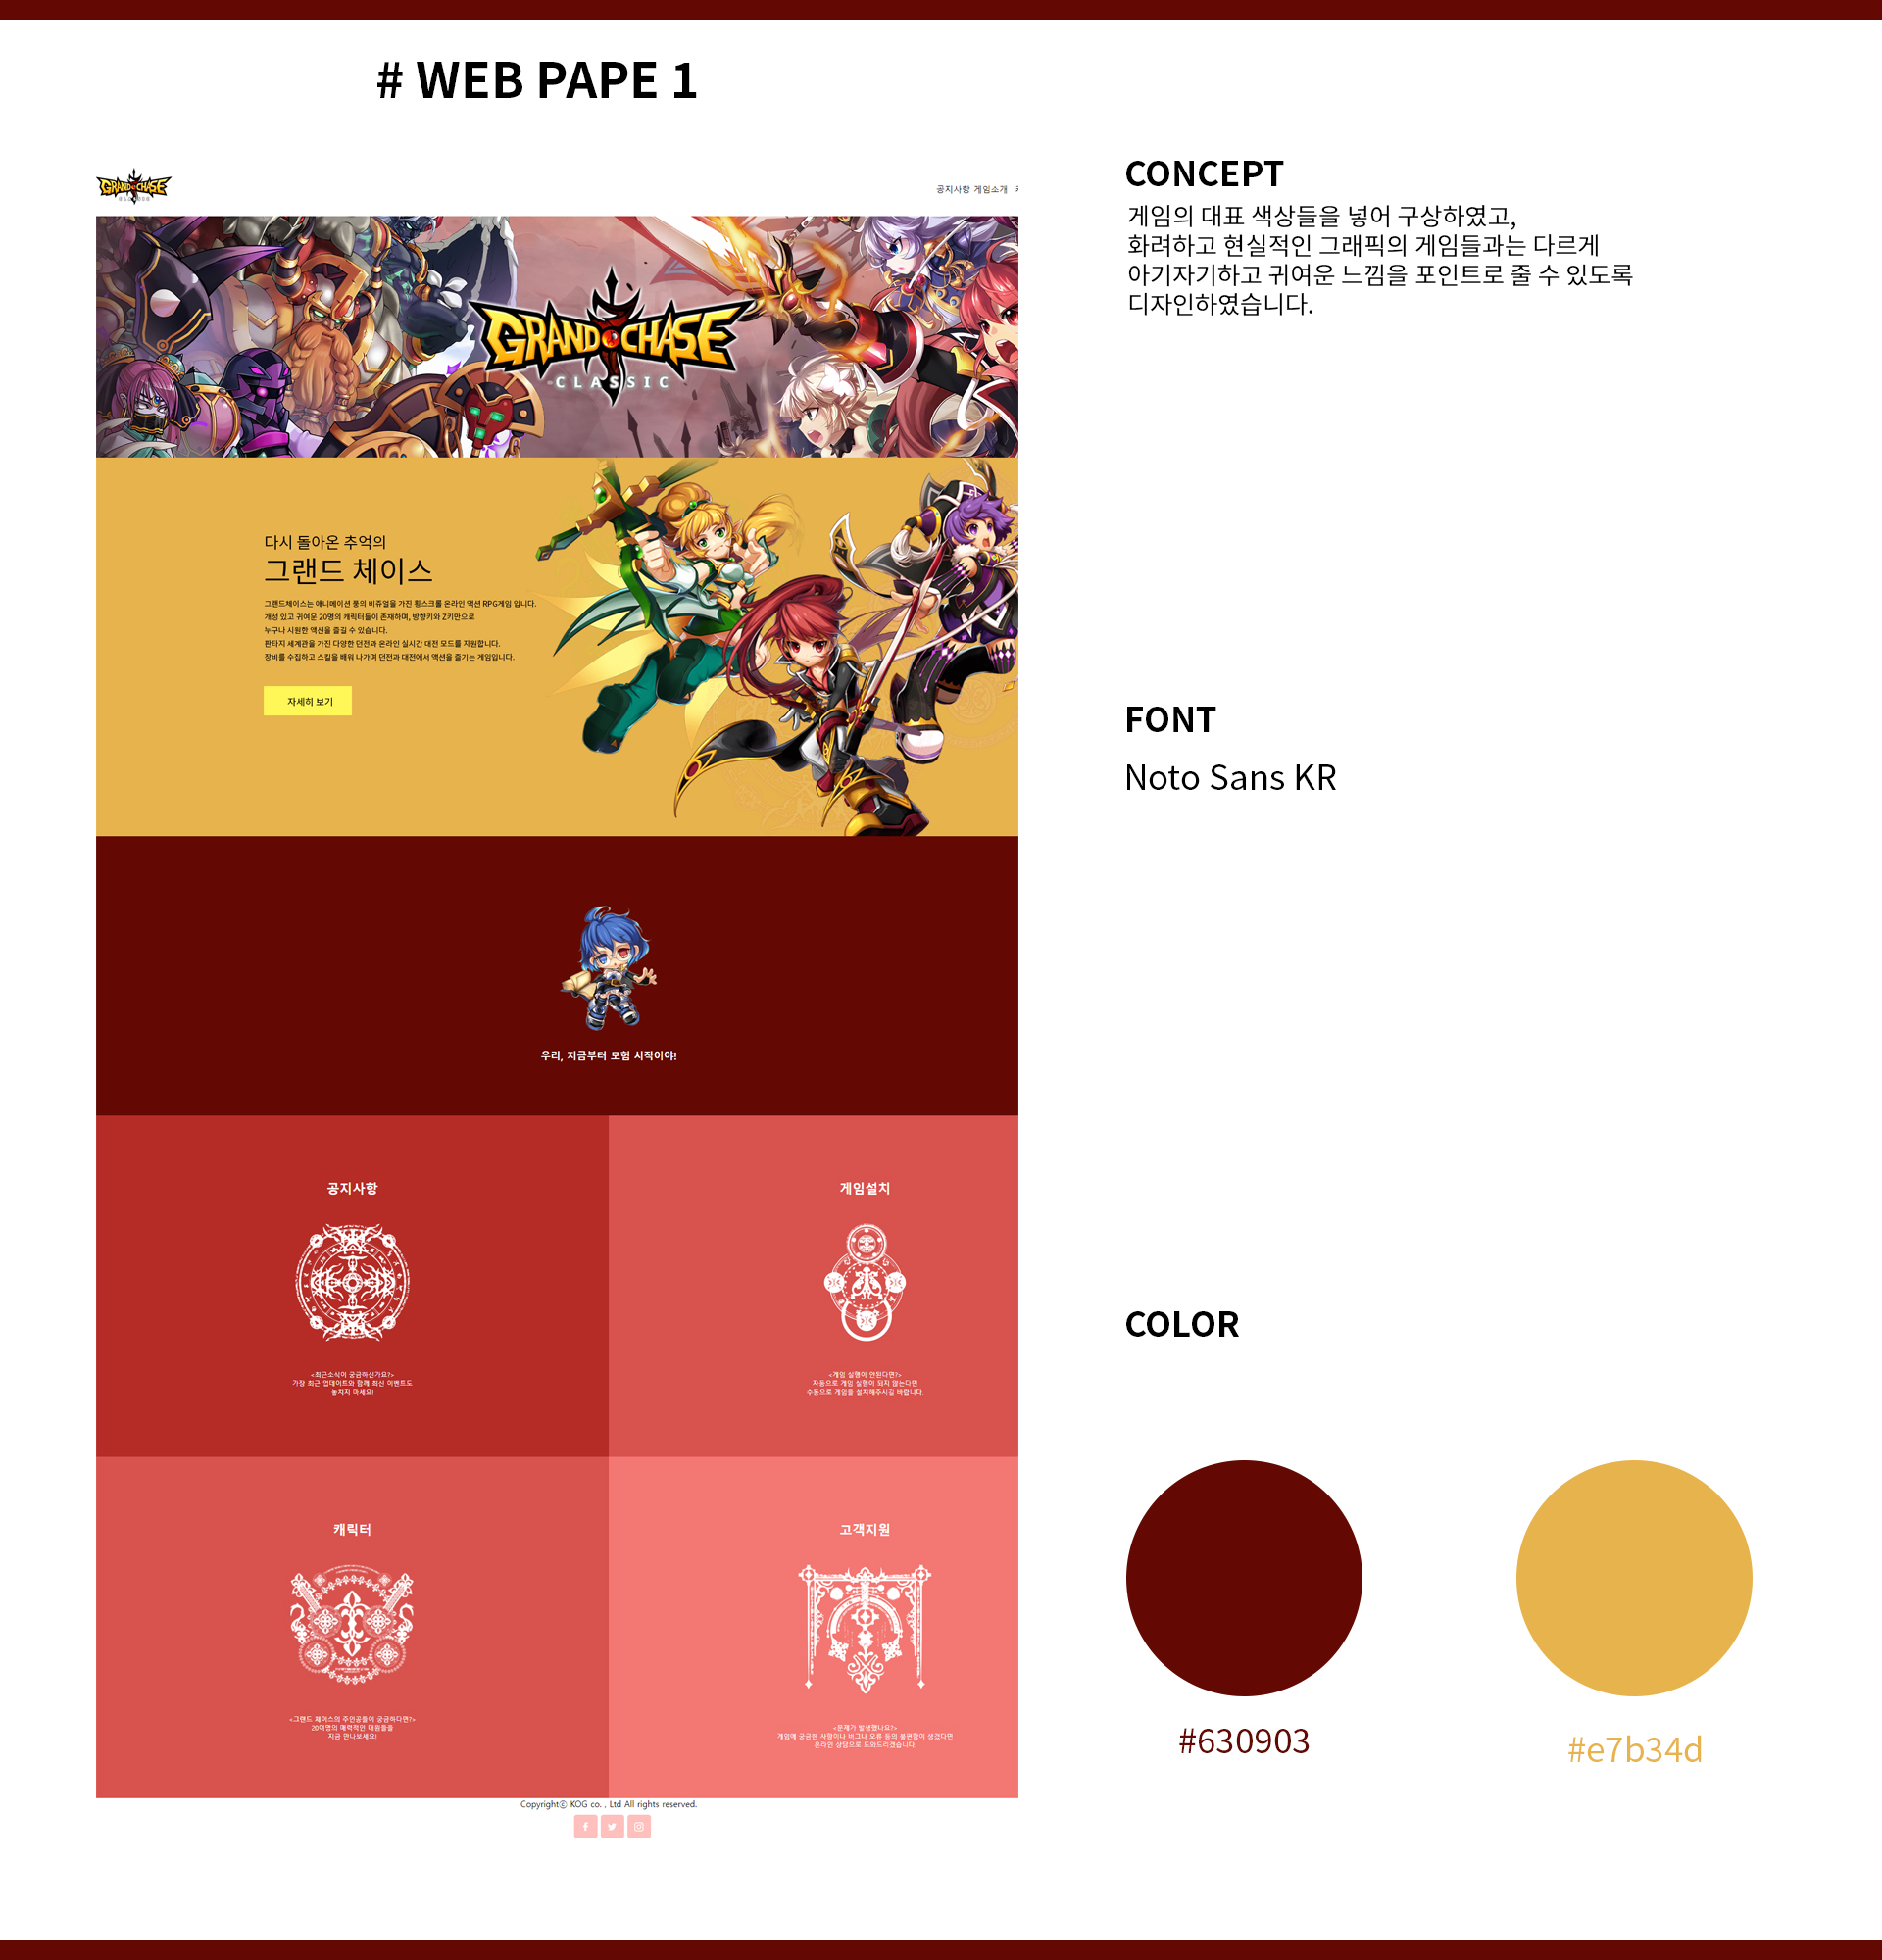 # WEB PAPE 1
GRAND CHASE
CLASSIC
공지사항 게임소개
GRAND CHASE
CLASSIC
다시 돌아온 추억의
그랜드 체이스
그랜드체이스는 애니메이션 풍의 비쥬얼을 가진 횡스크롤 온라인 액션 RPG게임 입니다.
개성 있고 귀여운 20명의 캐릭터들이 존재하며, 방향키와 Z키만으로
누구나 시원한 액션을 즐길 수 있습니다.
판타지 세계관을 가진 다양한 던전과 온라인 실시간 대전 모드를 지원합니다.
장비를 수집하고 스킬을 배워 나가며 던전과 대전에서 액션을 즐기는 게임입니다.
자세히 보기
우리, 지금부터 모험 시작이야!
공지사항
<최근소식이 궁금하신가요?>
가장 최근 업데이트와 함께 최신 이벤트도
놓치지 마세요!
게임설치
<게임 실행이 안된다면?>
자동으로 게임 실행이 되지 않는다면
수동으로 게임을 설치해주시길 바랍니다.
캐릭터
<그랜드 체이스의 주인공들이 궁금하다면?>
20여명의 매력적인 대원들을
지금 만나보세요!
고객지원
<문제가 발생했나요?>
게임에 궁금한 사항이나 버그나 오류 등의 불편함이 생겼다면
온라인 상담으로 도와드리겠습니다.
Copyrightⓒ KOG co. , Ltd All rights reserved.
CONCEPT
게임의 대표 색상들을 넣어 구상하였고,
화려하고 현실적인 그래픽의 게임들과는 다르게
아기자기하고 귀여운 느낌을 포인트로 줄 수 있도록
디자인하였습니다.
FONT
Noto Sans KR
COLOR
#630903
#e7b34d